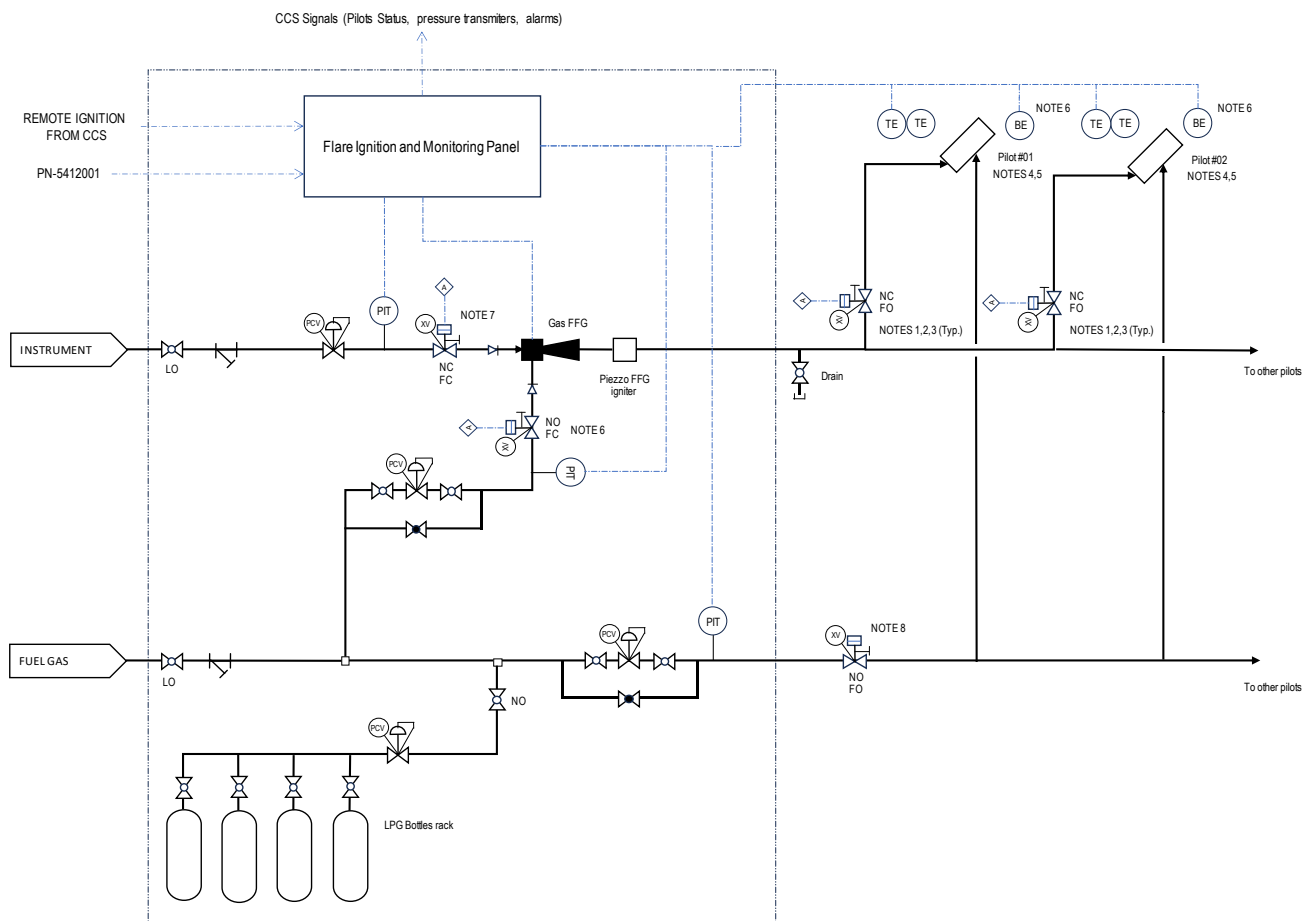 CCS Signals (Pilots Status, pressure transmiters, alarms)
REMOTE IGNITION
FROM CCS
PN-5412001
Flare Ignition and Monitoring Panel
TE
TE
BE
NOTE 6
TE
TE
BE
NOTE 6
Pilot #01
NOTES 4,5
Pilot #02
NOTES 4,5
A
NOTE 7
PIT
PCV
XV
NC
FC
Gas FFG
Piezzo FFG
igniter
INSTRUMENT
LO
A
XV
NC
FO
NOTES 1,2,3 (Typ.)
A
XV
NC
FO
NOTES 1,2,3 (Typ.)
To other pilots
Drain
A
XV
NO
FC
NOTE 6
PCV
PIT
FUEL GAS
LO
NO
PCV
PIT
XV
NOTE 8
NO
FO
To other pilots
PCV
LPG Bottles rack